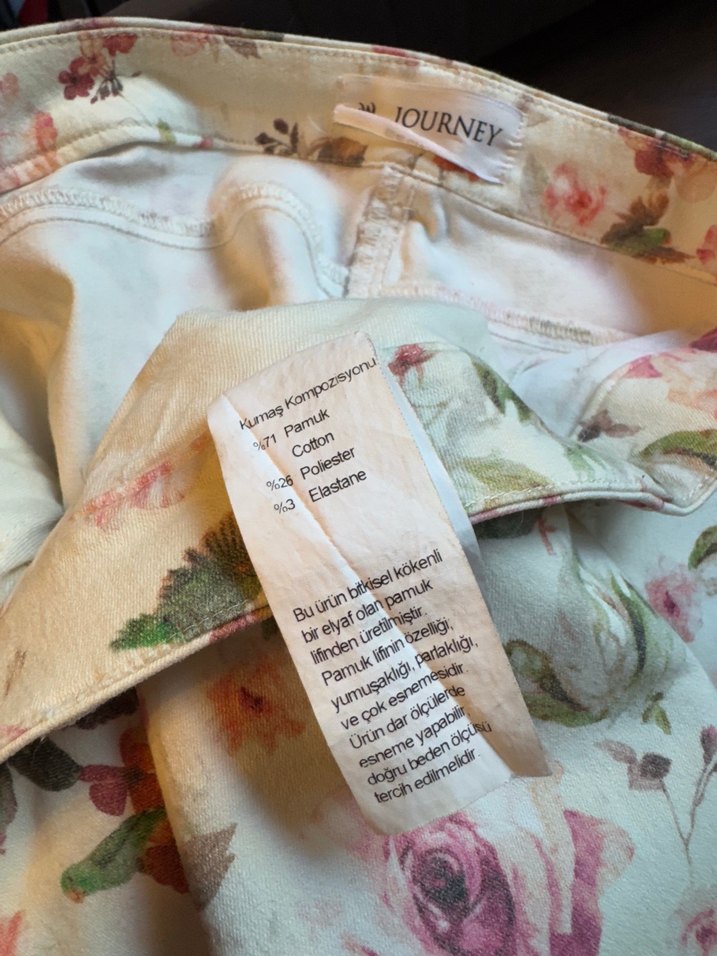 JOURNEY
Kumaş Kompozisyonu
%71 Pamuk
Cotton
%26 Poliester
%3 Elastane
Bu ürün bitkisel kökenli
bir elyaf olan pamuk
lifinden üretilmiştir.
Pamuk lifinin özelliği;
yumuşaklığı, parlaklığı,
ve çok esnemesidir.
Ürün dar ölçülerde
esneme yapabilir,
doğru beden ölçüsü
tercih edilmelidir.